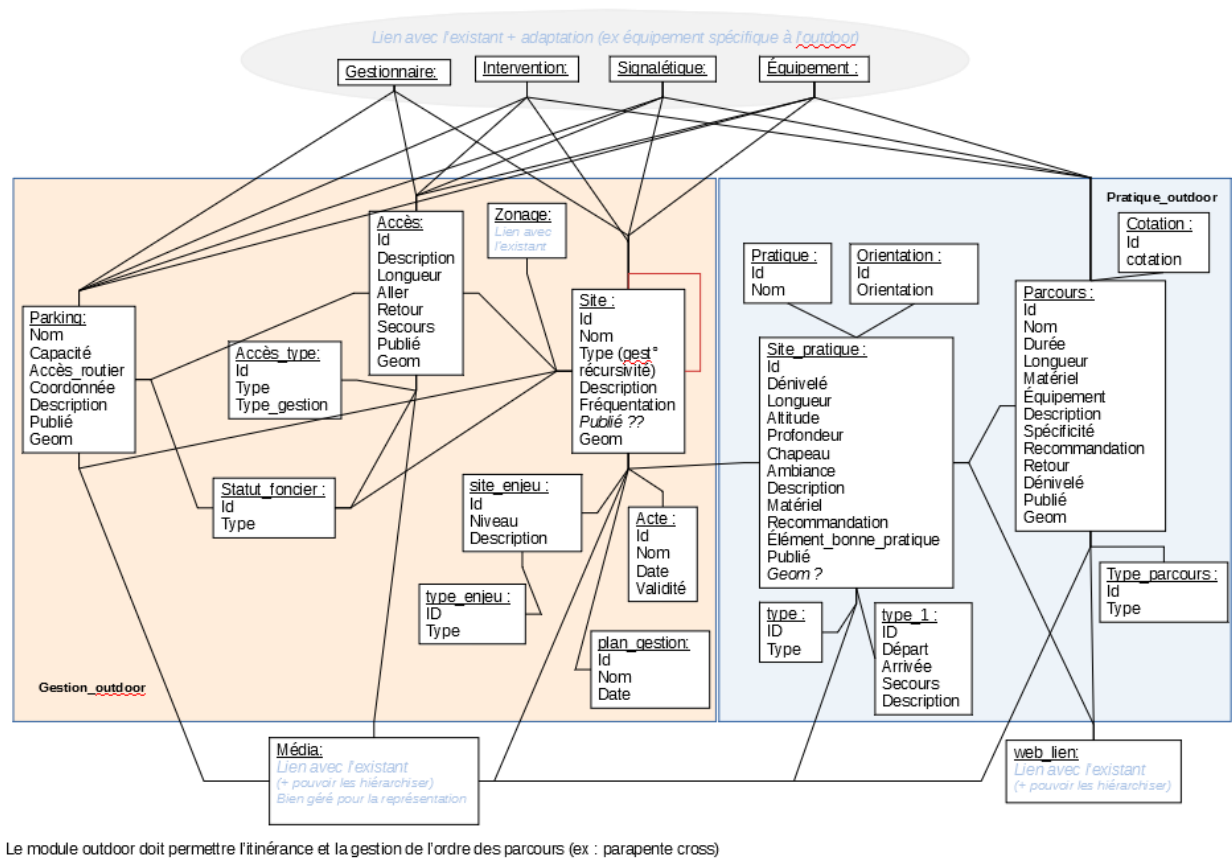 Lien avec l'existant + adaptation (ex équipement spécifique à l'outdoor)
Gestionnaire:
Intervention:
Signalétique:
Équipement :
Pratique_outdoor
Accès:
Id
Description
Longueur
Aller
Retour
Secours
Publié
Geom
Zonage:
Lien avec
l'existant
Cotation :
Id
cotation
Pratique :
Id
Nom
Orientation :
Id
Orientation
Parking:
Nom
Capacité
Accès_routier
Coordonnée
Description
Publié
Geom
Accès_type:
Id
Type
Type_gestion
Site :
Id
Nom
Type (gest°
récursivité)
Description
Fréquentation
Publié ??
Geom
Parcours :
Id
Nom
Durée
Longueur
Matériel
Équipement
Description
Spécificité
Recommandation
Retour
Dénivelé
Publié
Geom
Site_pratique :
Id
Dénivelé
Longueur
Altitude
Profondeur
Chapeau
Ambiance
Description
Matériel
Recommandation
Élément_bonne_pratique
Publié
Geom ?
Statut_foncier :
Id
Type
site_enjeu :
Id
Niveau
Description
Acte :
Id
Nom
Date
Validité
type_enjeu :
ID
Type
plan_gestion:
Id
Nom
Date
type :
ID
Type
type_1 :
ID
Départ
Arrivée
Secours
Description
Type_parcours :
Id
Type
Gestion_outdoor
Média:
Lien avec l'existant
(+ pouvoir les hiérarchiser)
Bien géré pour la représentation
web_lien:
Lien avec l'existant
(+ pouvoir les hiérarchiser)
Le module outdoor doit permettre l'itinérance et la gestion de l'ordre des parcours (ex : parapente cross)